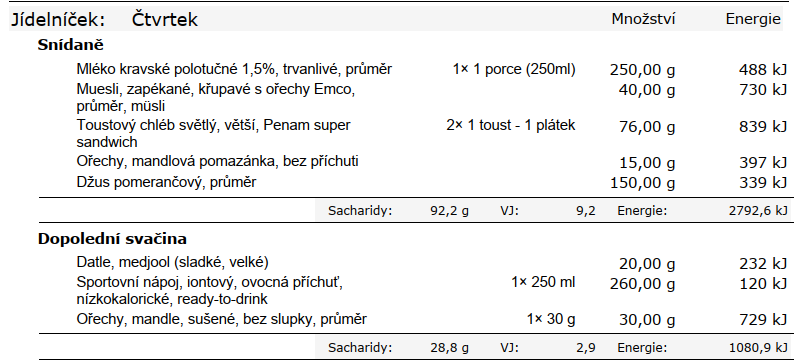 Jídelníček: Čtvrtek Množství Energie
Snídaně
Mléko kravské polotučné 1,5%, trvanlivé, průměr 1× 1 porce (250ml) 250,00 g 488 kJ
Muesli, zapékané, křupavé s ořechy Emco, 40,00 g 730 kJ
průměr, müsli
Toustový chléb světlý, větší, Penam super 2× 1 toust - 1 plátek 76,00 g 839 kJ
sandwich
Ořechy, mandlová pomazánka, bez příchuti 15,00 g 397 kJ
Džus pomerančový, průměr 150,00 g 339 kJ
Sacharidy: 92,2 g VJ: 9,2 Energie: 2792,6 kJ
Dopolední svačina
Datle, medjool (sladké, velké) 20,00 g 232 kJ
Sportovní nápoj, iontový, ovocná příchuť, 1× 250 ml 260,00 g 120 kJ
nízkokalorické, ready-to-drink
Ořechy, mandle, sušené, bez slupky, průměr 1× 30 g 30,00 g 729 kJ
Sacharidy: 28,8 g VJ: 2,9 Energie: 1080,9 kJ